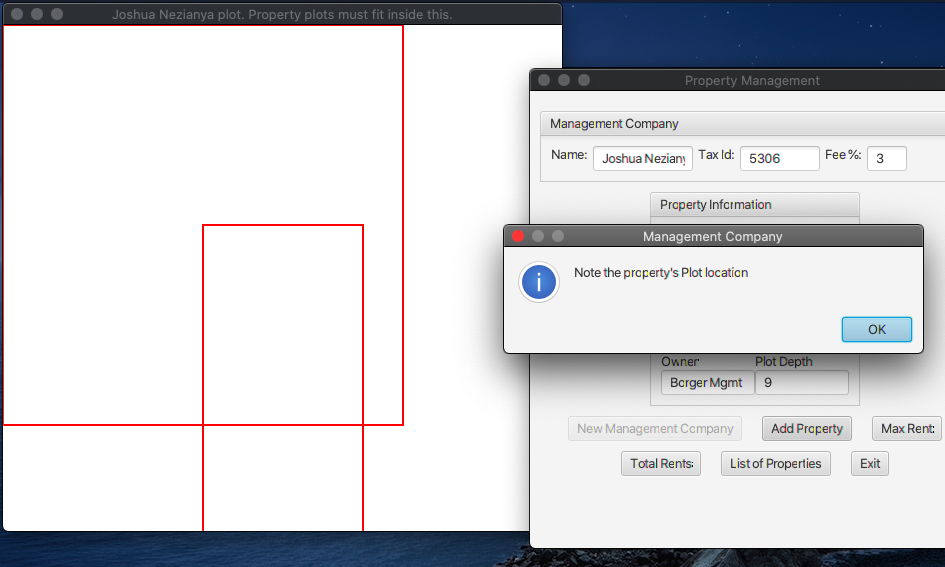 Joshua Nezianya plot. Property plots must fit inside this.
Property Management
Management Company
Name: Joshua Neziany Tax Id: 5306 Fee %: 3
Property Information
Management Company
Note the property's Plot location
OK
Owner Plot Depth
Borger Mgmt 9
New Management Company Add Property Max Rent:
Total Rents: List of Properties Exit